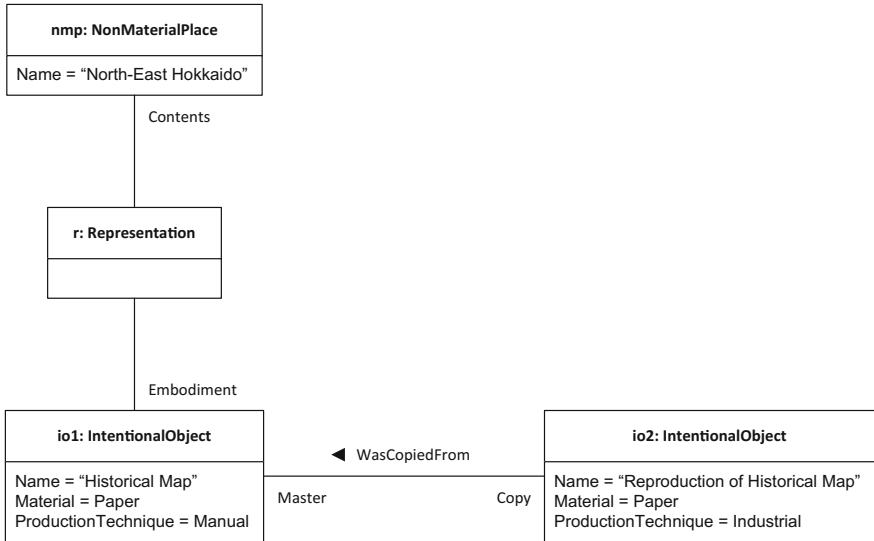 nmp: NonMaterialPlace
Name = “North-East Hokkaido”
Contents
r: Representation
Embodiment
io1: IntentionalObject
Name = “Historical Map”
Material = Paper
ProductionTechnique = Manual
◄ WasCopiedFrom
Master
Copy
io2: IntentionalObject
Name = “Reproduction of Historical Map”
Material = Paper
ProductionTechnique = Industrial